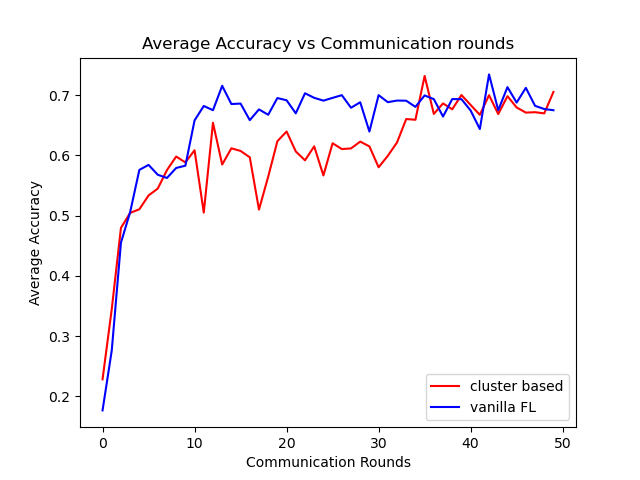 Average Accuracy vs Communication rounds
Average Accuracy
0.7
0.6
0.5
0.4
0.3
0.2
0 10 20 30 40 50
Communication Rounds
cluster based
vanilla FL